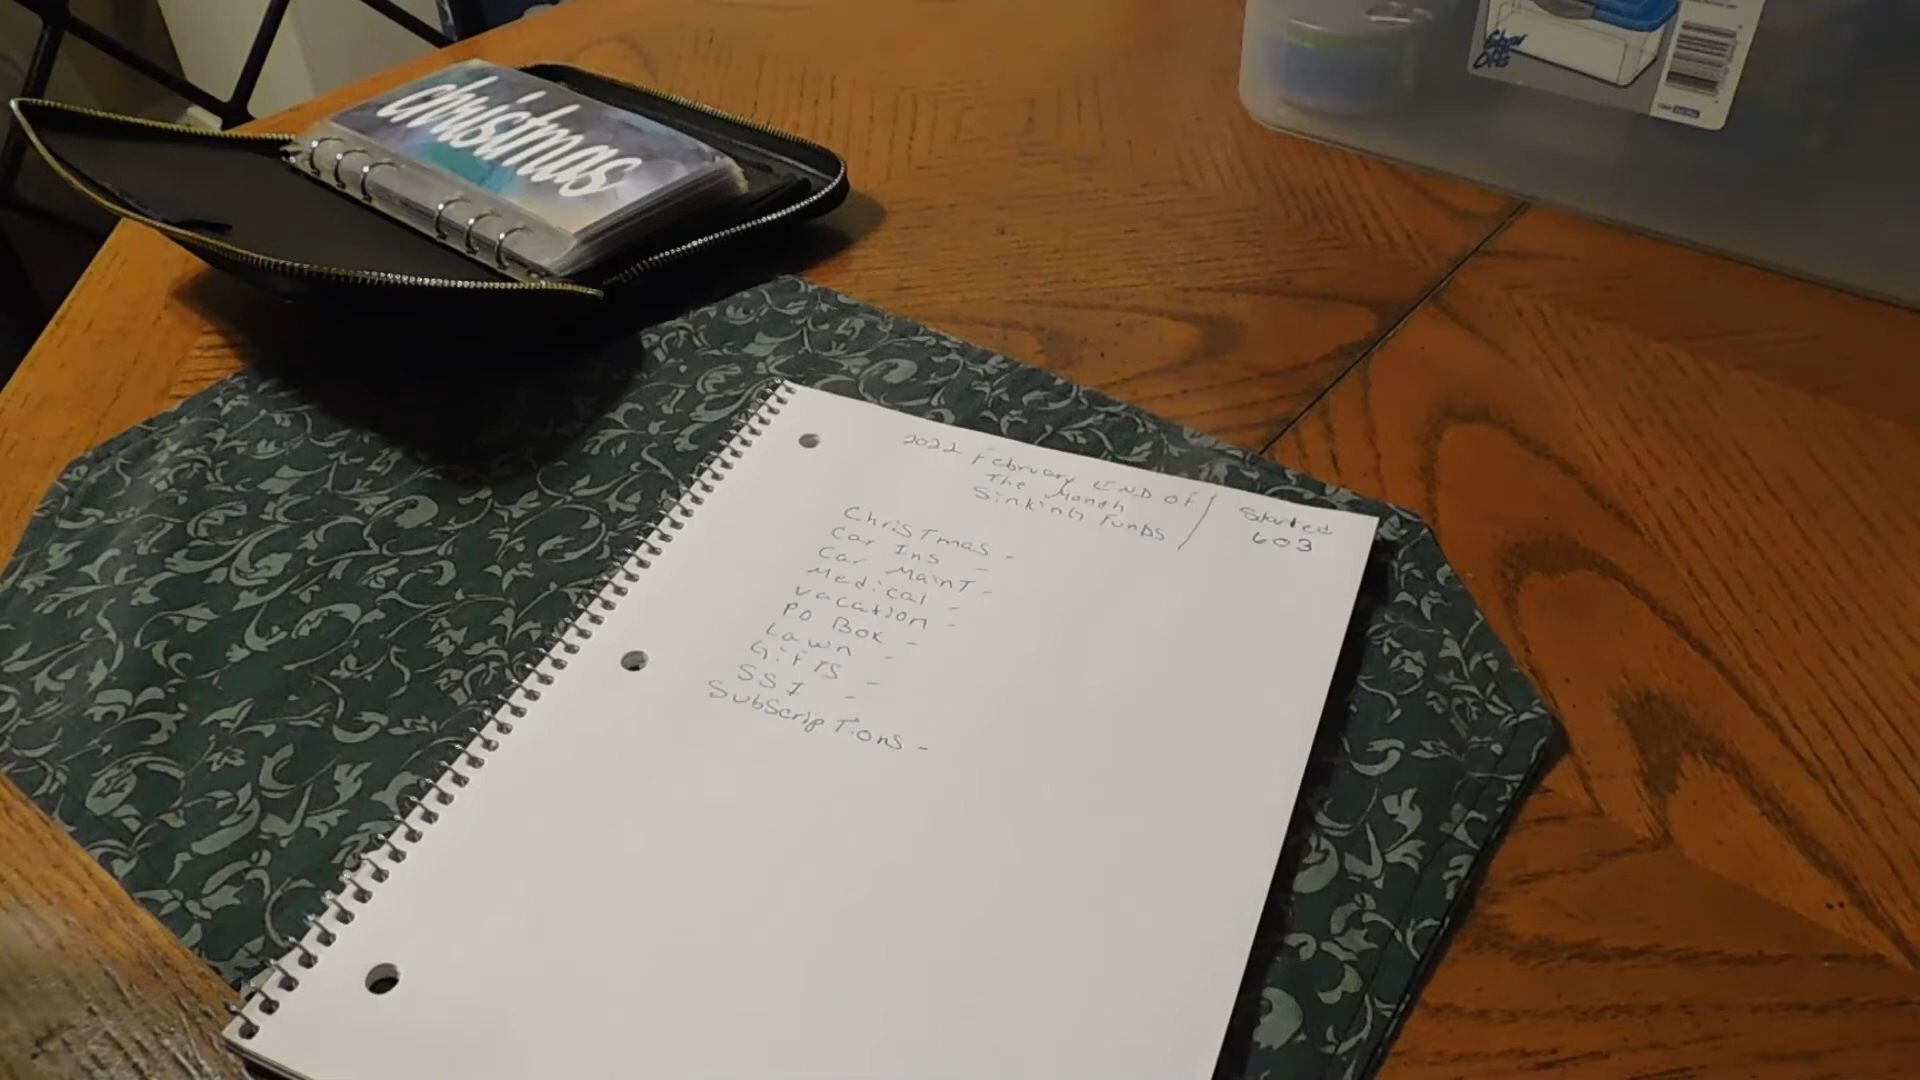 christmas
2022 February END OF
The Month
Sinking Funds
Started
603
Christmas -
Car Ins -
Car Maint -
Medical -
Vacation -
PO Box -
Lawn -
Gifts -
SSI -
Subscriptions -